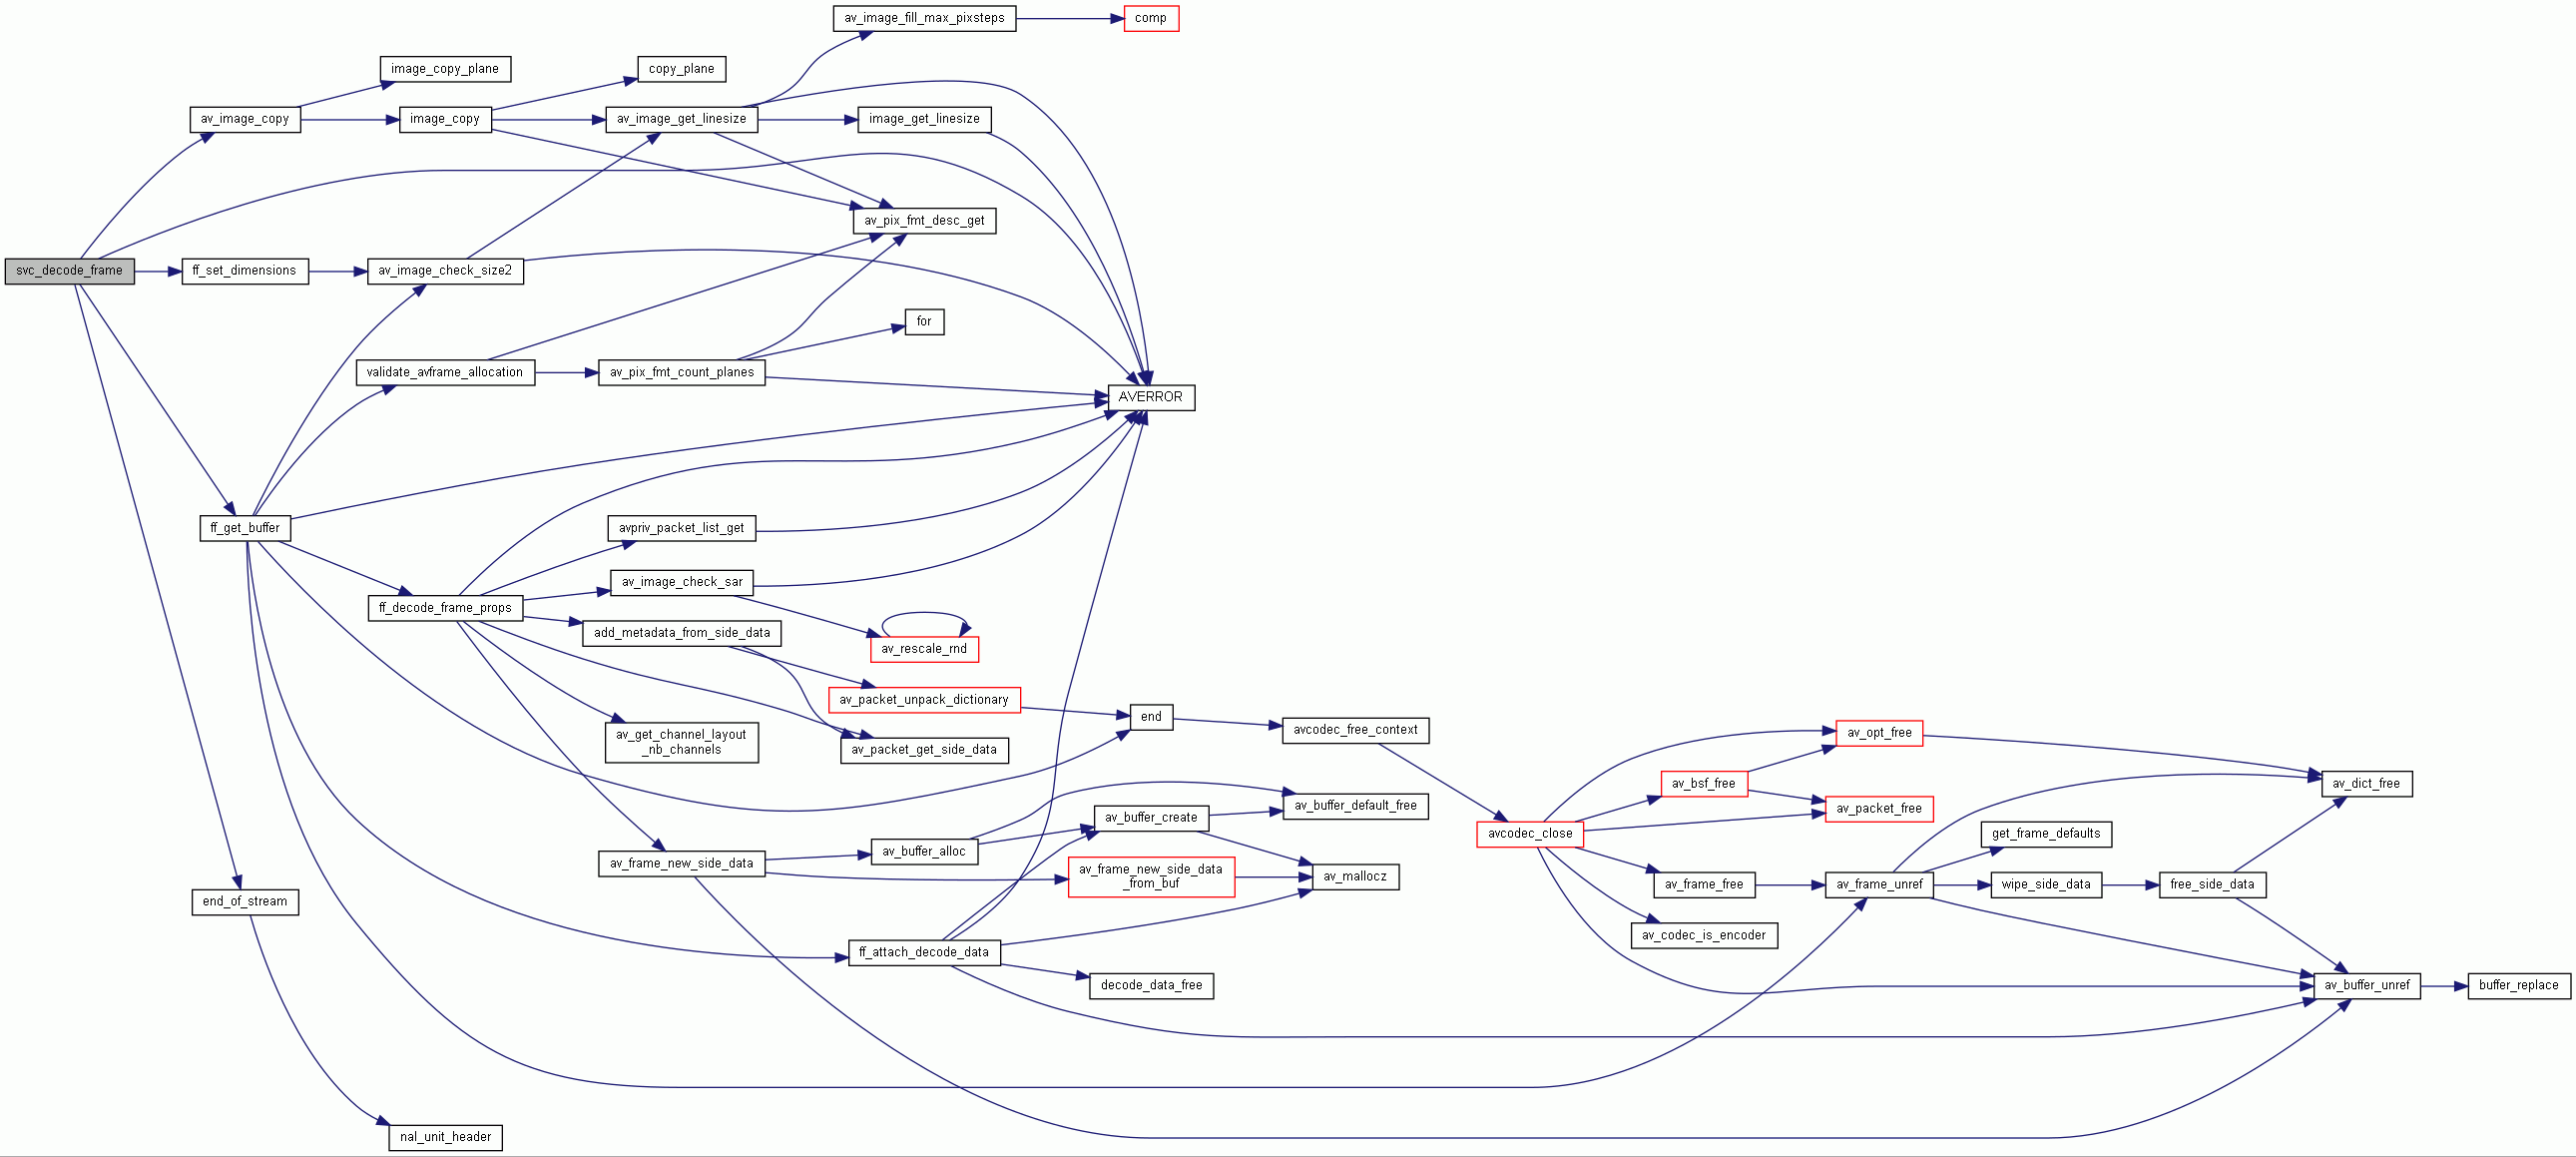 av_image_fill_max_pixsteps
comp
image_copy_plane
copy_plane
av_image_copy
image_copy
av_image_get_linesize
image_get_linesize
av_pix_fmt_desc_get
svc_decode_frame
ff_set_dimensions
av_image_check_size2
for
validate_avframe_allocation
av_pix_fmt_count_planes
AVERROR
ff_get_buffer
avpriv_packet_list_get
av_image_check_sar
ff_decode_frame_props
add_metadata_from_side_data
av_rescale_rnd
av_packet_unpack_dictionary
end
avcodec_free_context
av_get_channel_layout
_nb_channels
av_packet_get_side_data
av_opt_free
av_bsf_free
av_dict_free
av_buffer_default_free
av_packet_free
av_buffer_create
avcodec_close
get_frame_defaults
av_buffer_alloc
av_frame_new_side_data
av_frame_new_side_data
_from_buf
av_mallocz
av_frame_free
av_frame_unref
wipe_side_data
free_side_data
end_of_stream
av_codec_is_encoder
ff_attach_decode_data
decode_data_free
av_buffer_unref
buffer_replace
nal_unit_header